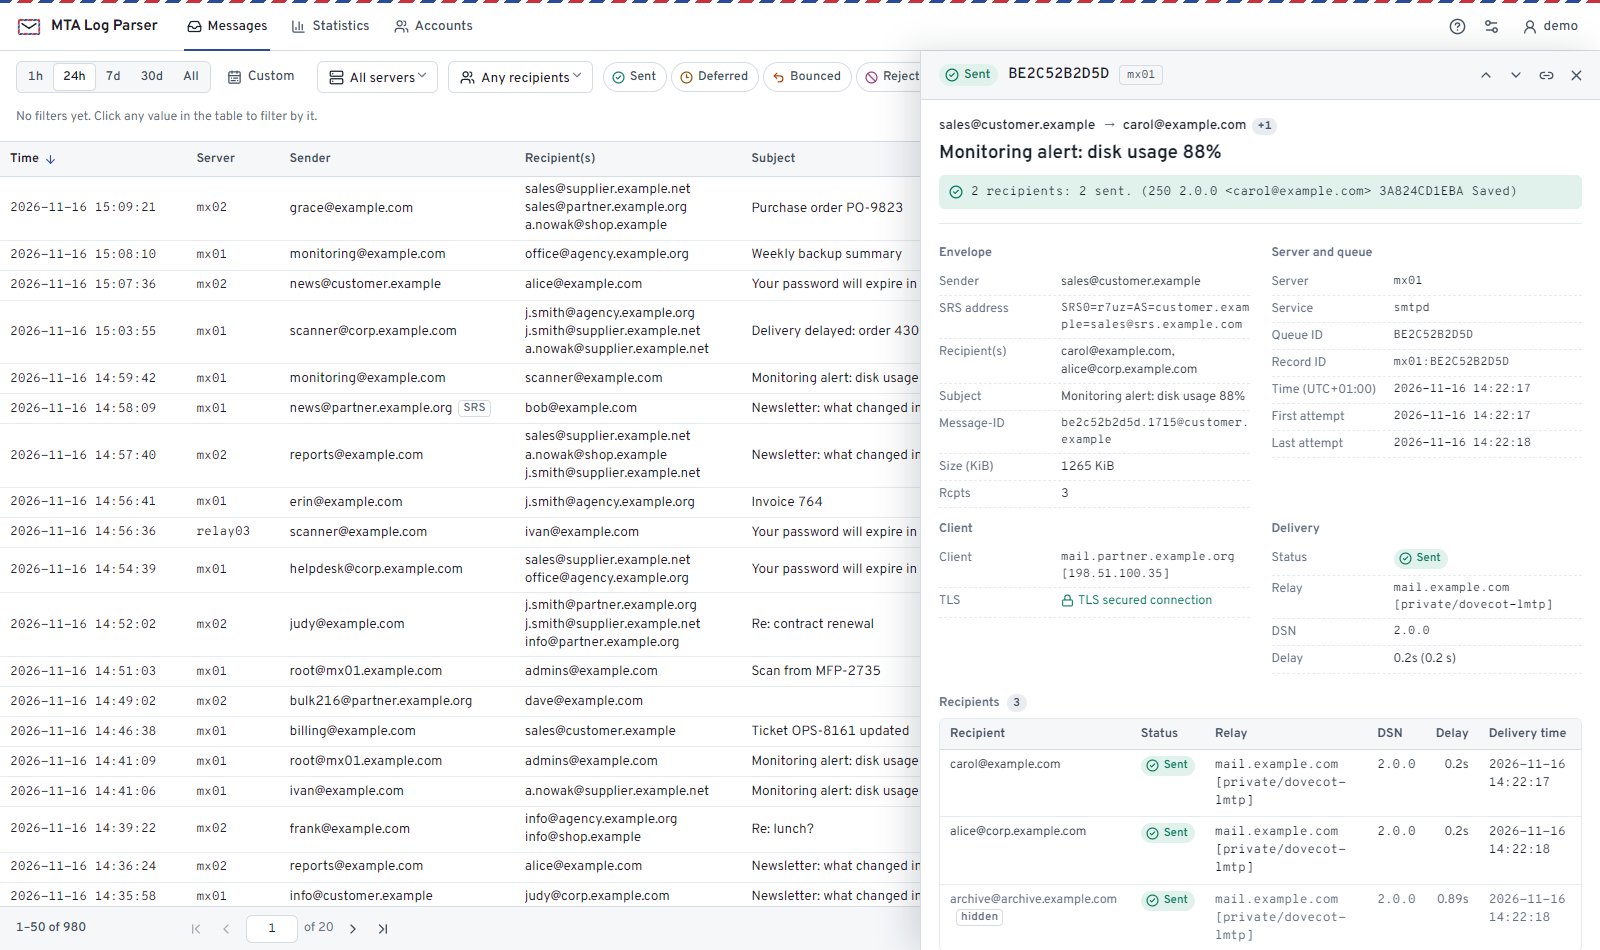 MTA Log Parser Messages Statistics Accounts demo
1h 24h 7d 30d All Custom All servers Any recipients Sent Deferred Bounced Reject
No filters yet. Click any value in the table to filter by it.
Time Server Sender Recipient(s) Subject
2026-11-16 15:09:21 mx02 grace@example.com sales@supplier.example.net Purchase order PO-9823
sales@partner.example.org
a.nowak@shop.example
2026-11-16 15:08:10 mx01 monitoring@example.com office@agency.example.org Weekly backup summary
2026-11-16 15:07:36 mx02 news@customer.example alice@example.com Your password will expire in
2026-11-16 15:03:55 mx01 scanner@corp.example.com j.smith@agency.example.org Delivery delayed: order 430
j.smith@supplier.example.net
a.nowak@supplier.example.net
2026-11-16 14:59:42 mx01 monitoring@example.com scanner@example.com Monitoring alert: disk usage
2026-11-16 14:58:09 mx01 news@partner.example.org SRS bob@example.com Newsletter: what changed in
2026-11-16 14:57:40 mx02 reports@example.com sales@supplier.example.net Newsletter: what changed in
a.nowak@shop.example
j.smith@supplier.example.net
2026-11-16 14:56:41 mx01 erin@example.com j.smith@agency.example.org Invoice 764
2026-11-16 14:56:36 relay03 scanner@example.com ivan@example.com Your password will expire in
2026-11-16 14:54:39 mx01 helpdesk@corp.example.com sales@supplier.example.net Your password will expire in
office@agency.example.org
2026-11-16 14:52:02 mx02 judy@example.com j.smith@partner.example.org Re: contract renewal
j.smith@supplier.example.net
info@partner.example.org
2026-11-16 14:51:03 mx01 root@mx01.example.com admins@example.com Scan from MFP-2735
2026-11-16 14:49:02 mx02 bulk216@partner.example.org dave@example.com
2026-11-16 14:46:38 mx01 billing@example.com sales@customer.example Ticket OPS-8161 updated
2026-11-16 14:41:09 mx01 root@mx01.example.com admins@example.com Monitoring alert: disk usage
2026-11-16 14:41:06 mx01 ivan@example.com a.nowak@supplier.example.net Monitoring alert: disk usage
2026-11-16 14:39:22 mx02 frank@example.com info@agency.example.org Re: lunch?
info@shop.example
2026-11-16 14:36:24 mx02 reports@example.com alice@example.com Newsletter: what changed in
2026-11-16 14:35:58 mx01 info@customer.example judy@corp.example.com Newsletter: what changed in
1-50 of 980 1 of 20
Sent BE2C52B2D5D mx01
sales@customer.example → carol@example.com +1
Monitoring alert: disk usage 88%
2 recipients: 2 sent. (250 2.0.0 <carol@example.com> 3A824CD1EBA Saved)
Envelope
Sender sales@customer.example
SRS address SRS0=r7uz=AS=customer.exam
ple=sales@srs.example.com
Recipient(s) carol@example.com,
alice@corp.example.com
Subject Monitoring alert: disk usage 88%
Message-ID be2c52b2d5d.1715@customer.
example
Size (KiB) 1265 KiB
Rcpts 3
Server and queue
Server mx01
Service smtpd
Queue ID BE2C52B2D5D
Record ID mx01:BE2C52B2D5D
Time (UTC+01:00) 2026-11-16 14:22:17
First attempt 2026-11-16 14:22:17
Last attempt 2026-11-16 14:22:18
Client
Client mail.partner.example.org
[198.51.100.35]
TLS TLS secured connection
Delivery
Status Sent
Relay mail.example.com
[private/dovecot-lmtp]
DSN 2.0.0
Delay 0.2s (0.2 s)
Recipients 3
Recipient Status Relay DSN Delay Delivery time
carol@example.com Sent mail.example.com 2.0.0 0.2s 2026-11-16
[private/dovecot- 14:22:17
lmtp]
alice@corp.example.com Sent mail.example.com 2.0.0 0.2s 2026-11-16
[private/dovecot- 14:22:18
lmtp]
archive@archive.example.com Sent mail.example.com 2.0.0 0.89s 2026-11-16
hidden [private/dovecot- 14:22:18
lmtp]